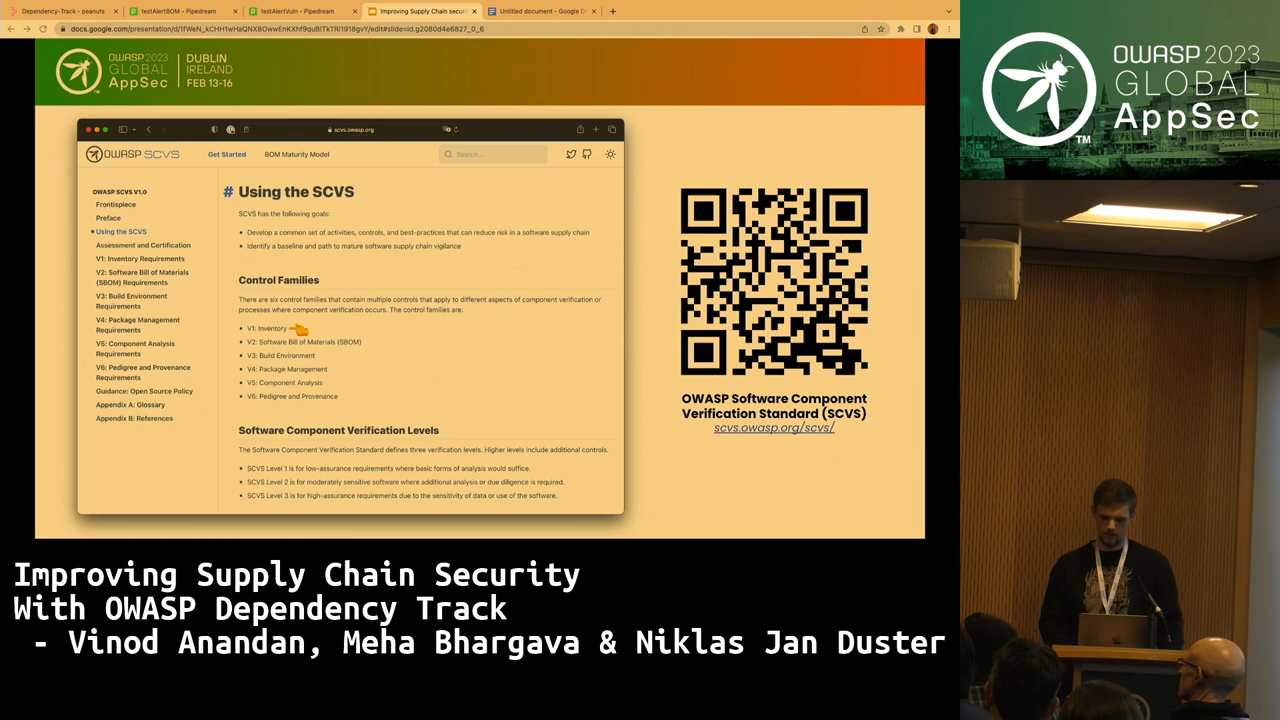 Dependency-Track - peanuts
testAlertBOM - Pipedream
testAlertVuln - Pipedream
Improving Supply Chain securi
Untitled document - Google D
docs.google.com/presentation/d/1fWeN_kCHH1wHaQNX8OwwEnKXhf9quBlTkTRi1918gvY/edit#slide=id.g2080d4e6827_0_6
OWASP 2023
GLOBAL
AppSec
TM
DUBLIN
IRELAND
FEB 13-16
scvs.owasp.org
OWASP SCVS
Get Started
BOM Maturity Model
Search...
OWASP SCVS V1.0
Frontispiece
Preface
Using the SCVS
Assessment and Certification
V1: Inventory Requirements
V2: Software Bill of Materials
(SBOM) Requirements
V3: Build Environment
Requirements
V4: Package Management
Requirements
V5: Component Analysis
Requirements
V6: Pedigree and Provenance
Requirements
Guidance: Open Source Policy
Appendix A: Glossary
Appendix B: References
# Using the SCVS
SCVS has the following goals:
• Develop a common set of activities, controls, and best-practices that can reduce risk in a software supply chain
• Identify a baseline and path to mature software supply chain vigilance
Control Families
There are six control families that contain multiple controls that apply to different aspects of component verification or
processes where component verification occurs. The control families are:
• V1: Inventory
• V2: Software Bill of Materials (SBOM)
• V3: Build Environment
• V4: Package Management
• V5: Component Analysis
• V6: Pedigree and Provenance
Software Component Verification Levels
The Software Component Verification Standard defines three verification levels. Higher levels include additional controls.
• SCVS Level 1 is for low-assurance requirements where basic forms of analysis would suffice.
• SCVS Level 2 is for moderately sensitive software where additional analysis or due diligence is required.
• SCVS Level 3 is for high-assurance requirements due to the sensitivity of data or use of the software.
OWASP Software Component
Verification Standard (SCVS)
scvs.owasp.org/scvs/
OWASP 2023
GLOBAL
AppSec
TM
Improving Supply Chain Security
With OWASP Dependency Track
- Vinod Anandan, Meha Bhargava & Niklas Jan Duster